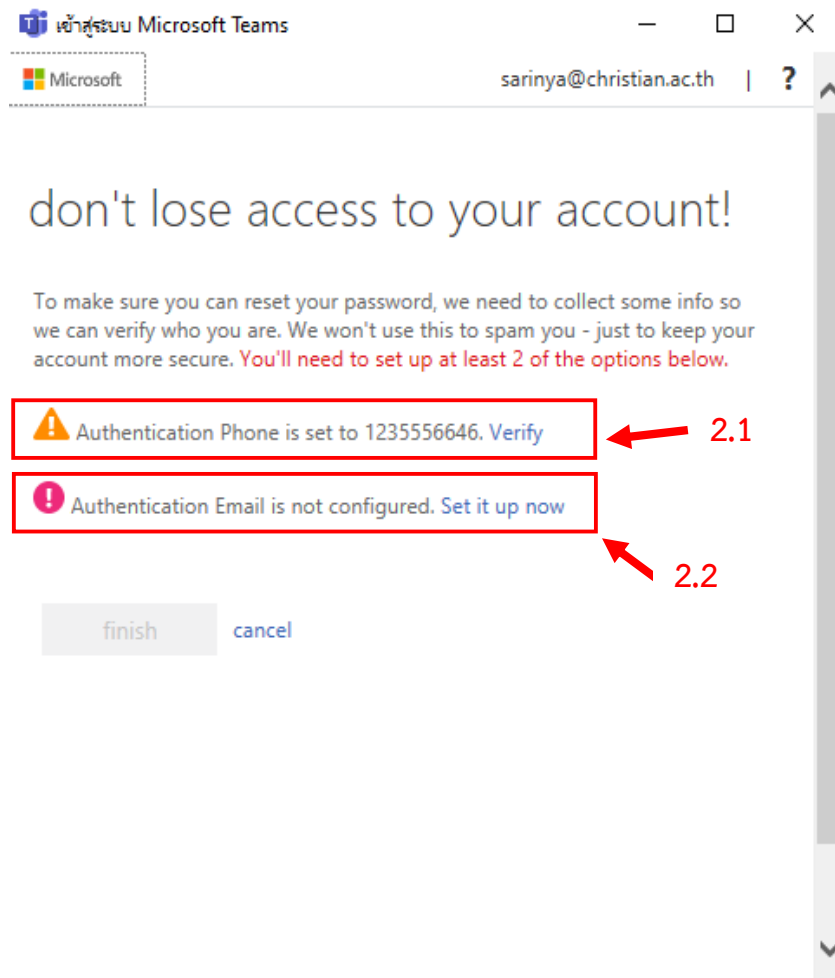 เข้าสู่ระบบ Microsoft Teams
Microsoft
sarinya@christian.ac.th | ?
don't lose access to your account!
To make sure you can reset your password, we need to collect some info so
we can verify who you are. We won't use this to spam you - just to keep your
account more secure. You'll need to set up at least 2 of the options below.
Authentication Phone is set to 1235556646. Verify
2.1
Authentication Email is not configured. Set it up now
2.2
finish
cancel